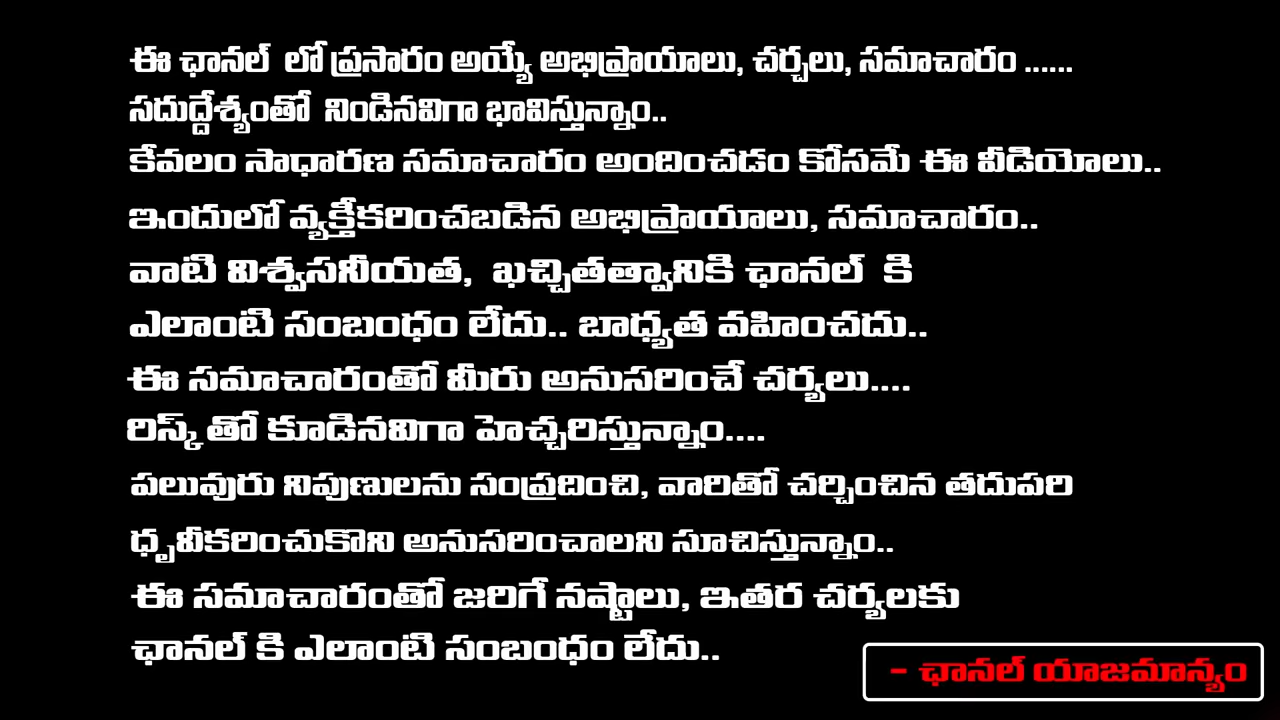 ఈ ఛానల్ లో ప్రసారం అయ్యే అభిప్రాయాలు, చర్చలు, సమాచారం ......
సదుద్దేశ్యంతో నిండినవిగా భావిస్తున్నాం..
కేవలం సాధారణ సమాచారం అందించడం కోసమే ఈ వీడియోలు..
ఇందులో వ్యక్తీకరించబడిన అభిప్రాయాలు, సమాచారం..
వాటి విశ్వసనీయత, ఖచ్చితత్వానికి ఛానల్ కి
ఎలాంటి సంబంధం లేదు.. బాధ్యత వహించదు..
ఈ సమాచారంతో మీరు అనుసరించే చర్యలు....
రిస్క్ తో కూడినవిగా హెచ్చరిస్తున్నాం....
పలువురు నిపుణులను సంప్రదించి, వారితో చర్చించిన తదుపరి
ధృవీకరించుకొని అనుసరించాలని సూచిస్తున్నాం..
ఈ సమాచారంతో జరిగే నష్టాలు, ఇతర చర్యలకు
ఛానల్ కి ఎలాంటి సంబంధం లేదు..
- ఛానల్ యాజమాన్యం